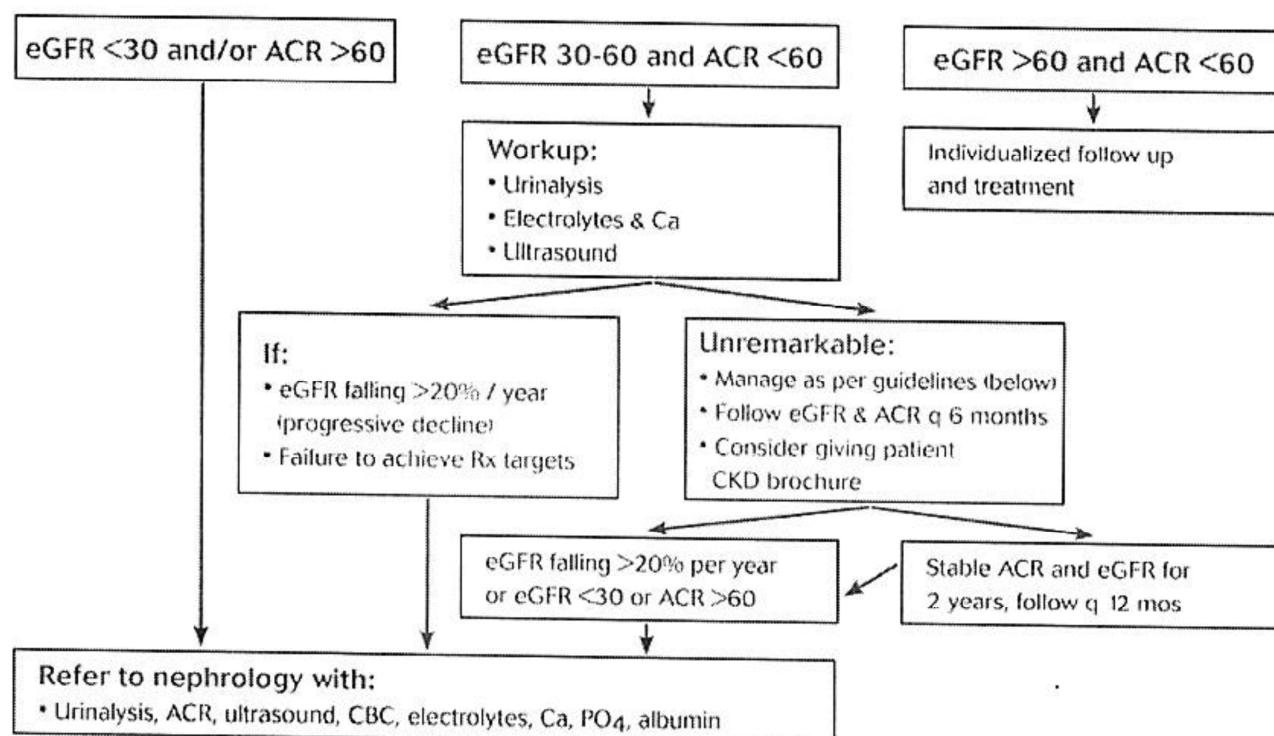 eGFR <30 and/or ACR >60
eGFR 30-60 and ACR <60
eGFR >60 and ACR <60
Workup:
• Urinalysis
• Electrolytes & Ca
• Ultrasound
Individualized follow up
and treatment
If:
• eGFR falling >20% / year
(progressive decline)
• Failure to achieve Rx targets
Unremarkable:
• Manage as per guidelines (below)
• Follow eGFR & ACR q 6 months
• Consider giving patient
CKD brochure
eGFR falling >20% per year
or eGFR <30 or ACR >60
Stable ACR and eGFR for
2 years, follow q 12 mos
Refer to nephrology with:
• Urinalysis, ACR, ultrasound, CBC, electrolytes, Ca, PO4, albumin